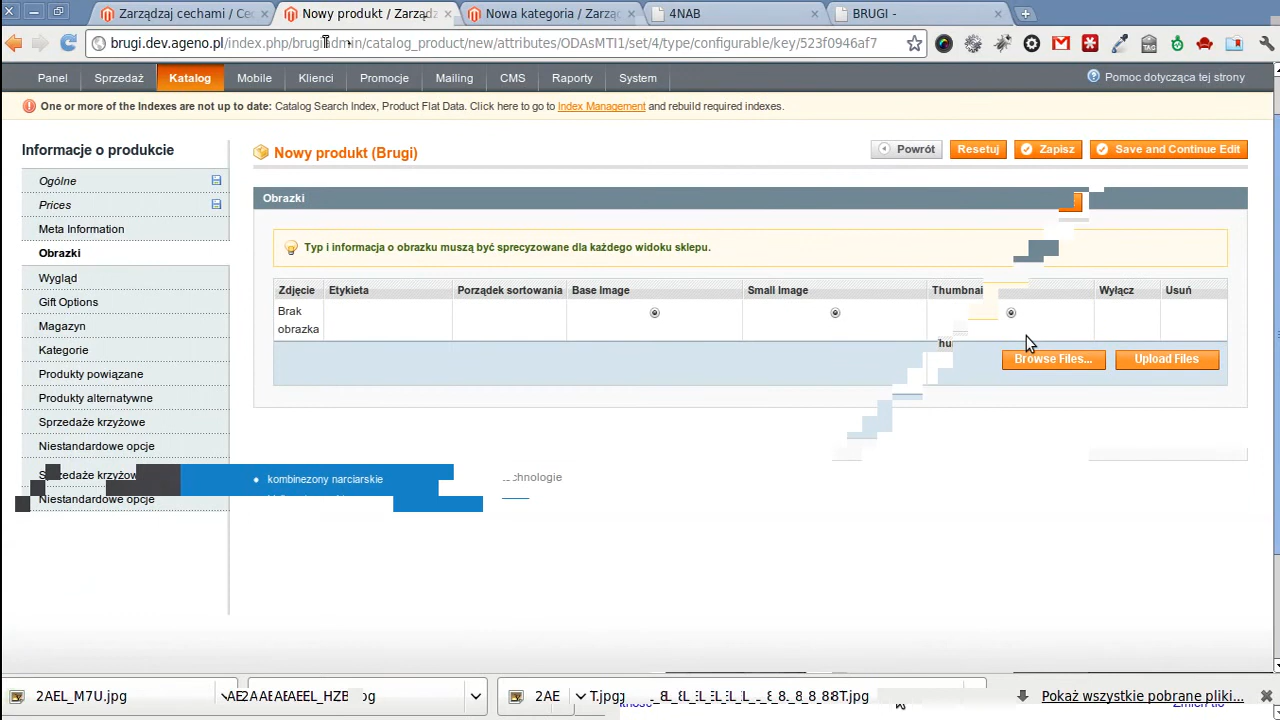 Zarządzaj cechami / Cec
Nowy produkt / Zarządz
Nowa kategoria / Zarząd
4NAB
BRUGI -
brugi.dev.ageno.pl/index.php/brugiadmin/catalog_product/new/attributes/ODAsMTI1/set/4/type/configurable/key/523f0946af7
Panel
Sprzedaż
Katalog
Mobile
Klienci
Promocje
Mailing
CMS
Raporty
System
Pomoc dotycząca tej strony
One or more of the Indexes are not up to date: Catalog Search Index, Product Flat Data. Click here to go to Index Management and rebuild required indexes.
Informacje o produkcie
Ogólne
Prices
Meta Information
Obrazki
Wygląd
Gift Options
Magazyn
Kategorie
Produkty powiązane
Produkty alternatywne
Sprzedaże krzyżowe
Niestandardowe opcje
Niestandardowe opcje
Nowy produkt (Brugi)
Powrót
Resetuj
Zapisz
Save and Continue Edit
Obrazki
Typ i informacja o obrazku muszą być sprecyzowane dla każdego widoku sklepu.
Zdjęcie
Etykieta
Porządek sortowania
Base Image
Small Image
Thumbnai
Wyłącz
Usuń
Brak
obrazka
Browse Files...
Upload Files
kombinezony narciarskie
chnologie
2AEL_M7U.jpg
2AE
Pokaż wszystkie pobrane pliki...